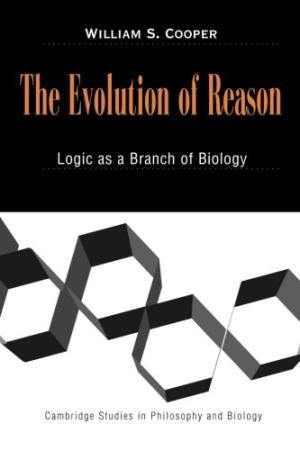 William S. Cooper
The Evolution of Reason
Logic as a Branch of Biology
Cambridge Studies in Philosophy and Biology